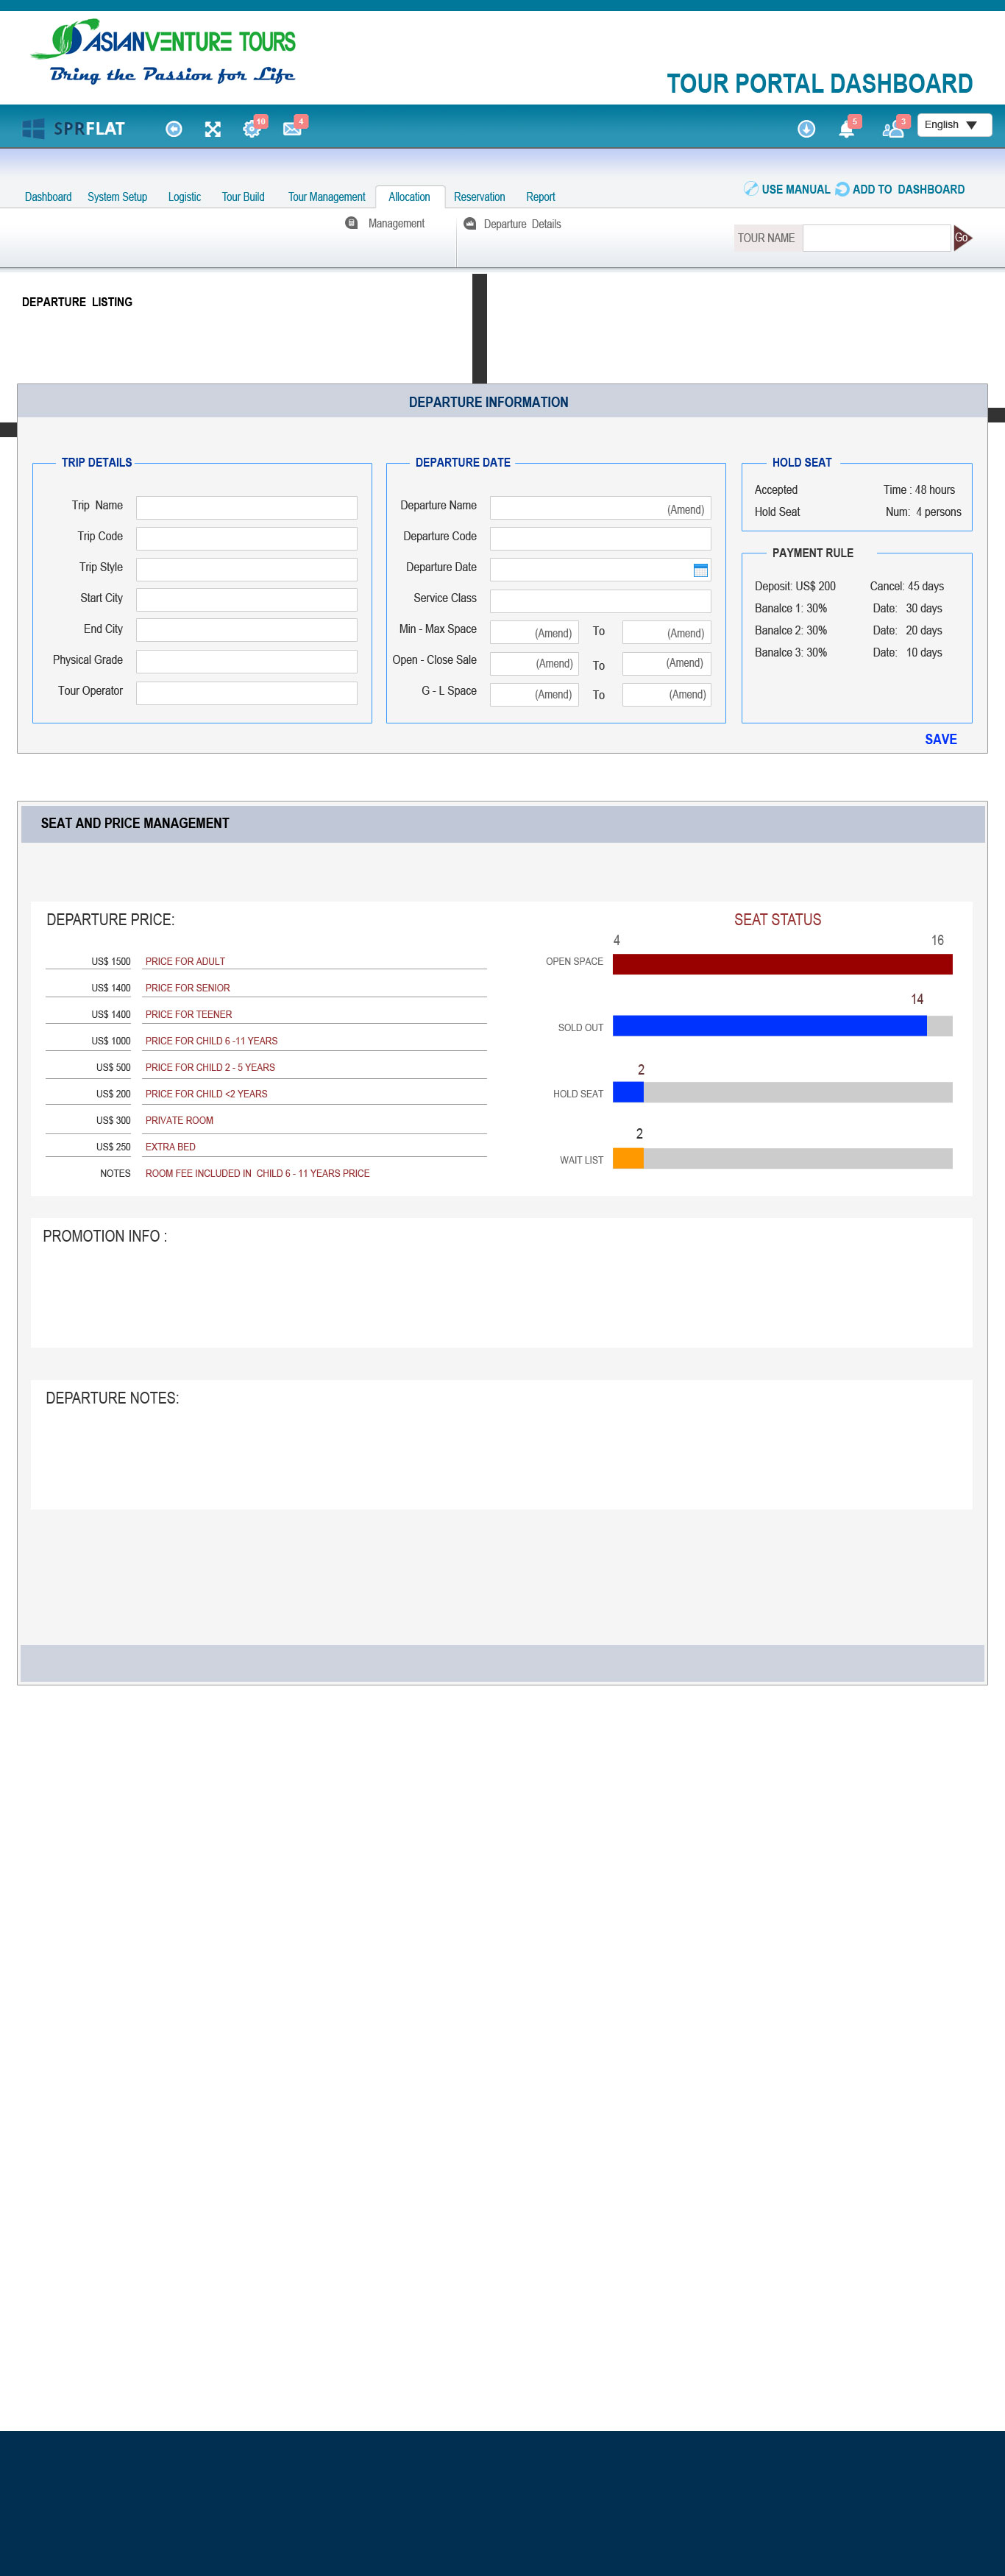 ASIANVENTURE TOURS
Bring the Passion for Life
TOUR PORTAL DASHBOARD
SPRFLAT 10 4 5 3 English
USE MANUAL ADD TO DASHBOARD
Dashboard System Setup Logistic Tour Build Tour Management Allocation Reservation Report
Management Departure Details
TOUR NAME Go
DEPARTURE LISTING
DEPARTURE INFORMATION
TRIP DETAILS
Trip Name
Trip Code
Trip Style
Start City
End City
Physical Grade
Tour Operator
DEPARTURE DATE
Departure Name (Amend)
Departure Code
Departure Date
Service Class
Min - Max Space (Amend) To (Amend)
Open - Close Sale (Amend) To (Amend)
G - L Space (Amend) To (Amend)
HOLD SEAT
Accepted Time : 48 hours
Hold Seat Num: 4 persons
PAYMENT RULE
Deposit: US$ 200 Cancel: 45 days
Banalce 1: 30% Date: 30 days
Banalce 2: 30% Date: 20 days
Banalce 3: 30% Date: 10 days
SAVE
SEAT AND PRICE MANAGEMENT
DEPARTURE PRICE:
US$ 1500 PRICE FOR ADULT
US$ 1400 PRICE FOR SENIOR
US$ 1400 PRICE FOR TEENER
US$ 1000 PRICE FOR CHILD 6 -11 YEARS
US$ 500 PRICE FOR CHILD 2 - 5 YEARS
US$ 200 PRICE FOR CHILD <2 YEARS
US$ 300 PRIVATE ROOM
US$ 250 EXTRA BED
NOTES ROOM FEE INCLUDED IN CHILD 6 - 11 YEARS PRICE
SEAT STATUS
4 16
OPEN SPACE
14
SOLD OUT
2
HOLD SEAT
2
WAIT LIST
PROMOTION INFO :
DEPARTURE NOTES: